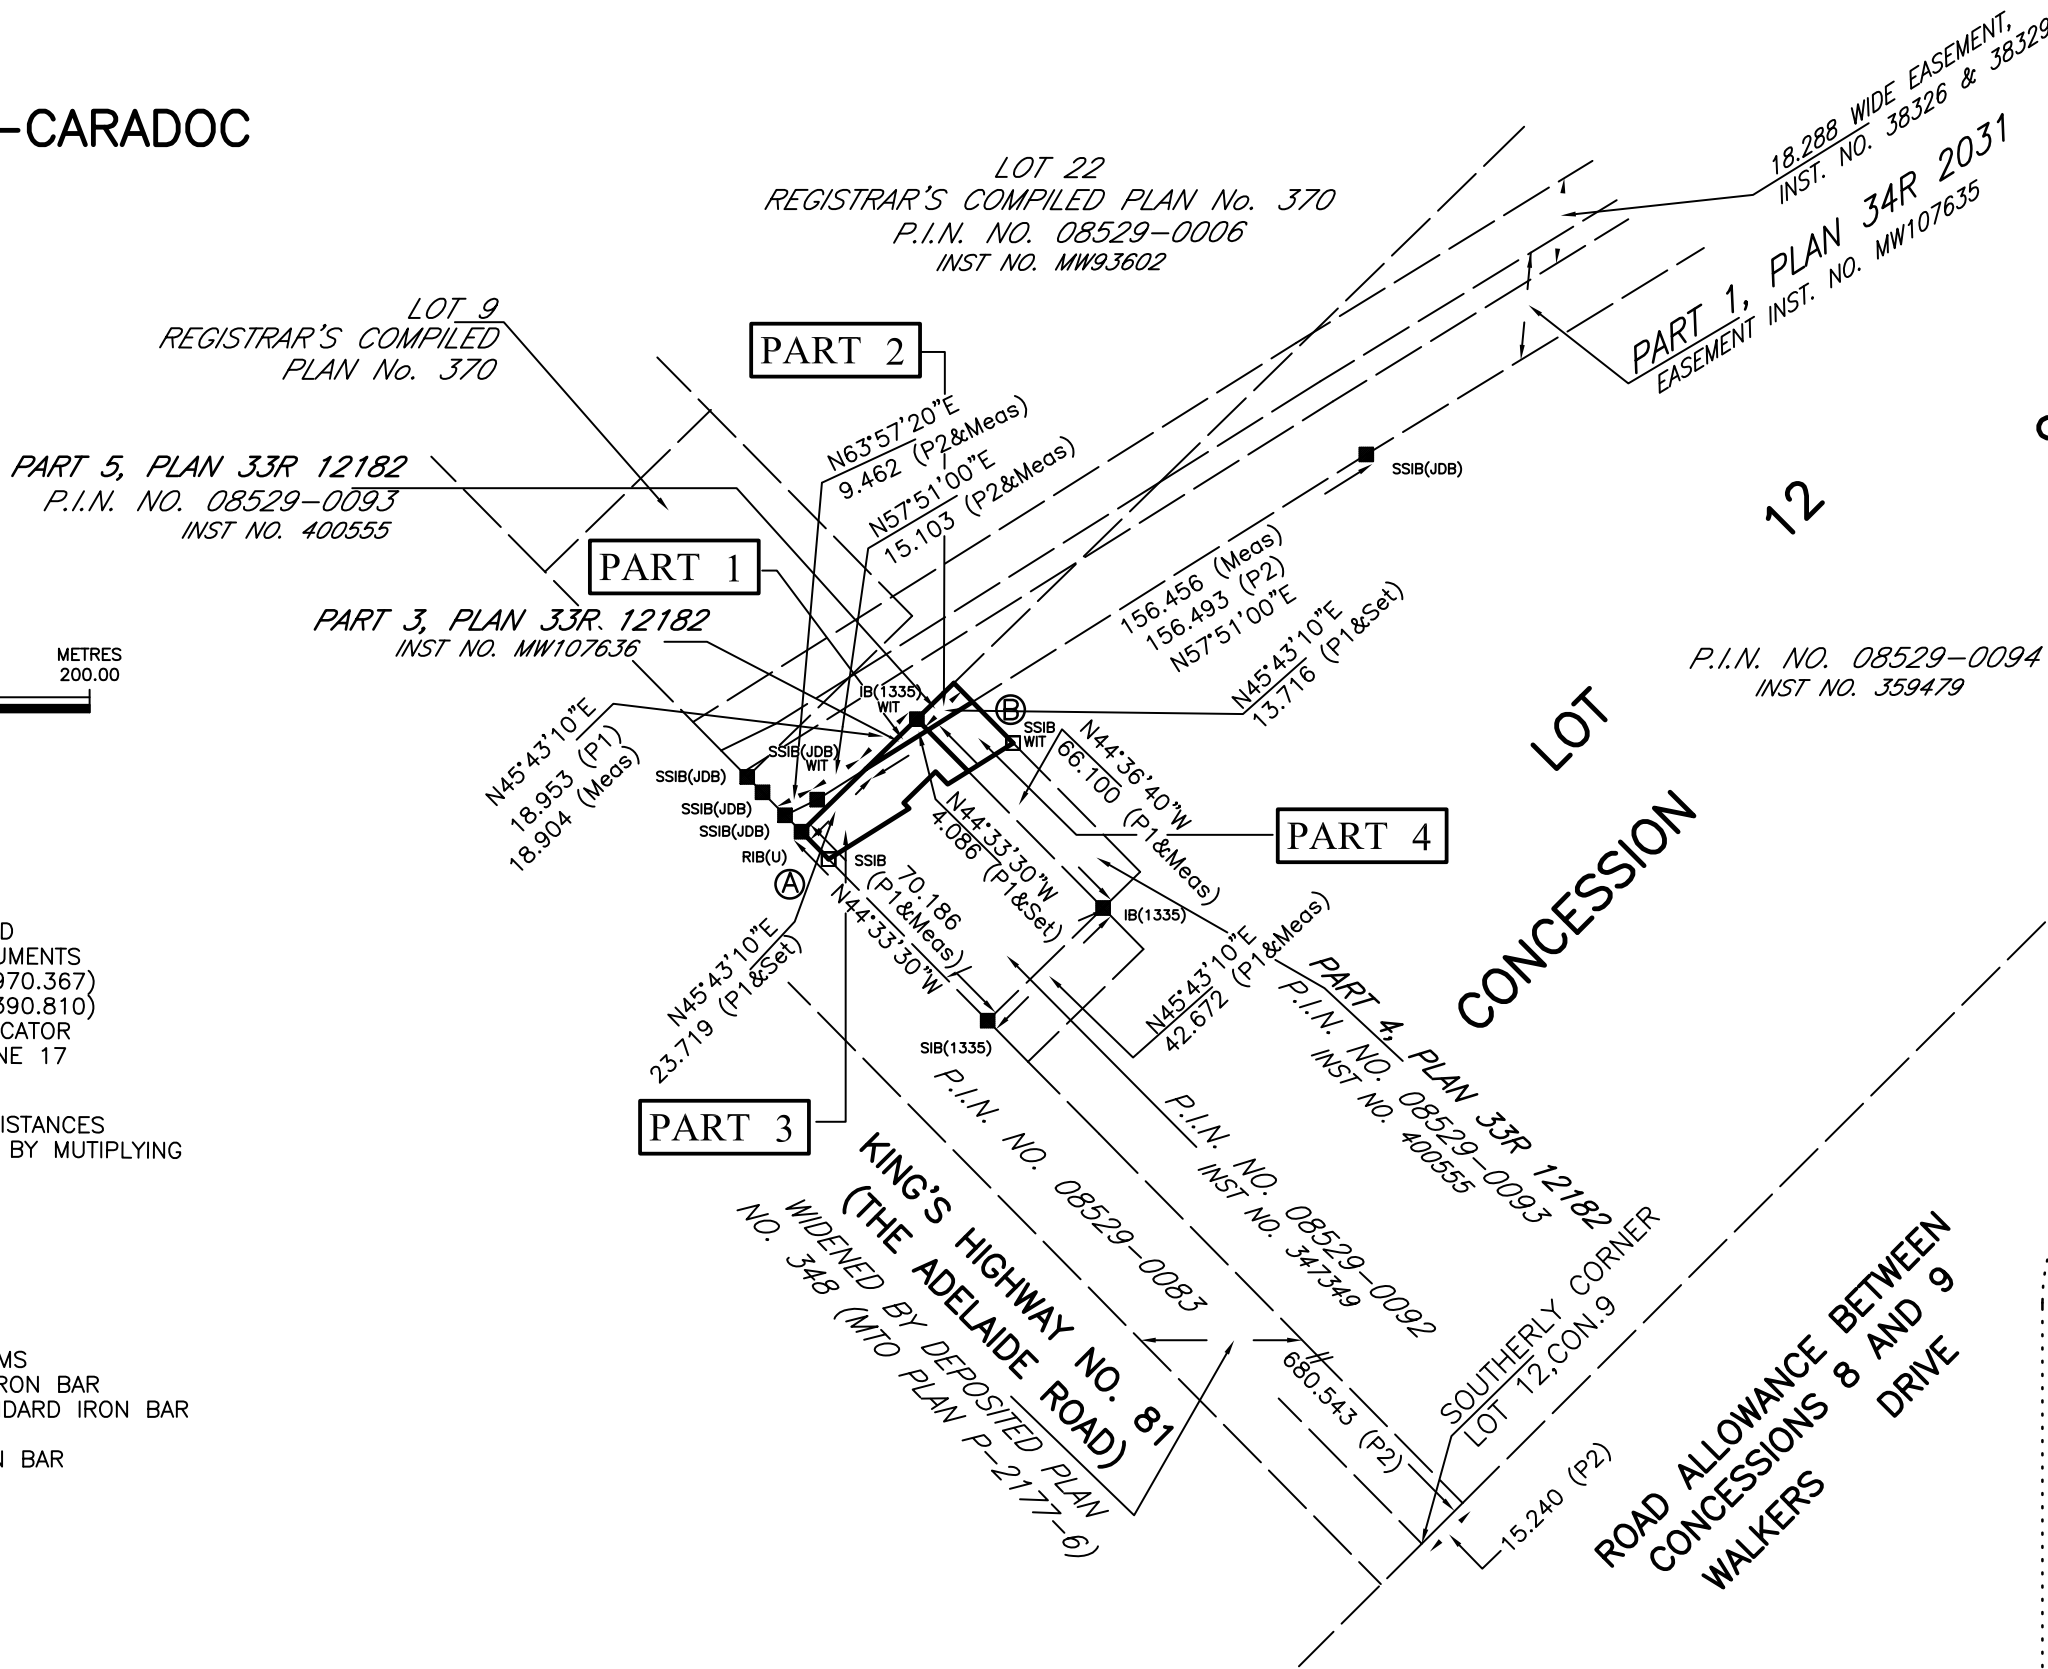 -CARADOC
LOT 22
REGISTRAR'S COMPILED PLAN No. 370
P.I.N. NO. 08529-0006
INST NO. MW93602
18.288 WIDE EASEMENT,
INST. NO. 38326 & 38329
PART 1, PLAN 34R 2031
EASEMENT INST. NO. MW107635
LOT 9
REGISTRAR'S COMPILED
PLAN No. 370
PART 2
N63°57'20"E
9.462 (P2&Meas)
N57°51'00"E
15.103 (P2&Meas)
PART 5, PLAN 33R 12182
P.I.N. NO. 08529-0093
INST NO. 400555
SSIB(JDB)
12
PART 1
156.456 (Meas)
156.493 (P2)
N57°51'00"E
N45°43'10"E
13.716 (P1&Set)
PART 3, PLAN 33R 12182
INST NO. MW107636
METRES
200.00
P.I.N. NO. 08529-0094
INST NO. 359479
LOT
CONCESSION
IB(1335)
WIT
B
SSIB
WIT
N45°43'10"E
18.953 (P1)
18.904 (Meas)
SSIB(JDB)
WIT
SSIB(JDB)
SSIB(JDB)
SSIB(JDB)
RIB(U)
SSIB
A
N44°36'40"W
66.100 (P1&Meas)
N44°33'30"W
4.086 (P1&Set)
PART 4
70.186
(P1&Meas)
N44°33'30"W
IB(1335)
N45°43'10"E
23.719 (P1&Set)
N45°43'10"E
42.672 (P1&Meas)
SIB(1335)
PART 4, PLAN 33R 12182
P.I.N. NO. 08529-0093
INST NO. 400555
PART 3
D
UMENTS
970.367)
390.810)
CATOR
NE 17
ISTANCES
BY MUTIPLYING
P.I.N. NO. 08529-0083
P.I.N. NO. 08529-0092
INST NO. 347349
KING'S HIGHWAY NO. 81
(THE ADELAIDE ROAD)
WIDENED BY DEPOSITED PLAN
NO. 348 (MTO PLAN P-2177-6)
MS
RON BAR
NDARD IRON BAR
N BAR
680.543 (P2)
SOUTHERLY CORNER
LOT 12,CON.9
15.240 (P2)
ROAD ALLOWANCE BETWEEN
CONCESSIONS 8 AND 9
WALKERS DRIVE